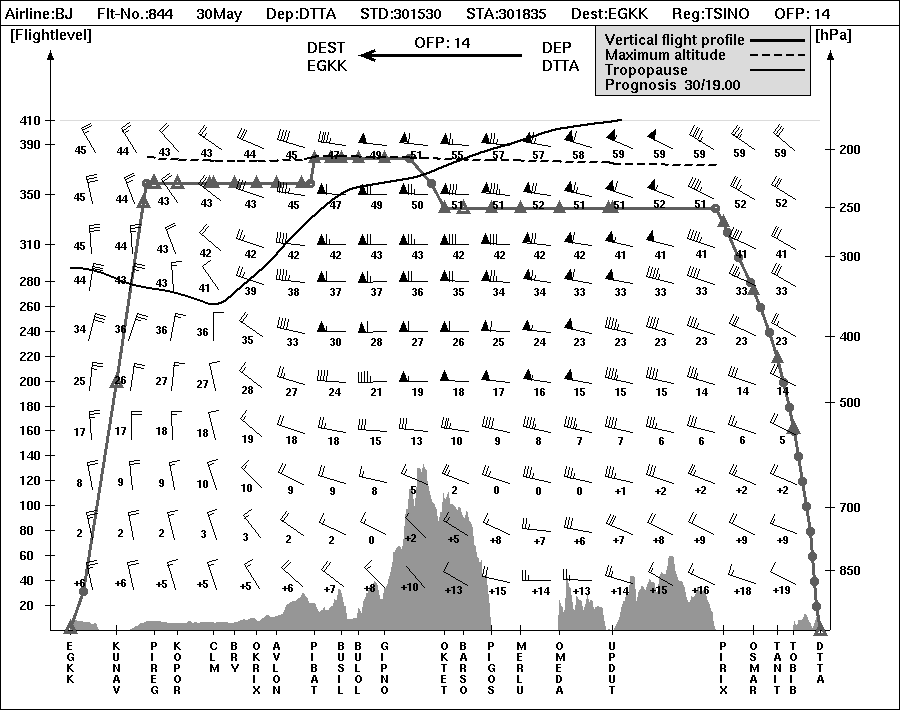 Airline:BJ Flt-No.:844 30May Dep:DTTA STD:301530 STA:301835 Dest:EGKK Reg:TSINO OFP: 14
[Flightlevel] [hPa]
DEST EGKK OFP: 14 DEP DTTA
Vertical flight profile
Maximum altitude
Tropopause
Prognosis 30/19.00
410
45 44 43 43 44 45 47 49 51 55 57 57 58 59 59 59 59 59
390 200
350 250
45 44 43 43 43 45 47 49 50 51 51 52 51 51 52 51 52 52
310 300
45 44 43 42 42 42 42 43 43 42 42 42 42 41 41 41 41 41
280
44 43 43 41 39 38 37 37 36 35 34 34 33 33 33 33 33 33
260
240 400
34 36 36 36 35 33 30 28 27 26 25 24 23 23 23 23 23 23
220
200
25 26 27 27 28 27 24 21 19 18 17 16 15 15 15 14 14 14
180 500
160
17 17 18 18 19 18 18 15 13 10 9 8 7 7 6 6 6 5
140
120
8 9 9 10 10 9 9 8 5 2 0 0 0 +1 +2 +2 +2 +2
100 700
80
2 2 2 3 3 2 2 0 +2 +5 +8 +7 +6 +7 +8 +9 +9 +9
60 850
40
+6 +6 +5 +5 +5 +6 +7 +8 +10 +13 +15 +14 +13 +14 +15 +16 +18 +19
20
EGKK KUNAV PIREG KOPOR CLM BRY OKRIX AVLON PIBAT BUSIL BULOL GIPNO OKTET BARSO PIGOS MERLU OMEDA UPDUT PIRIX OSMAR TANIT TOBIB DTTA